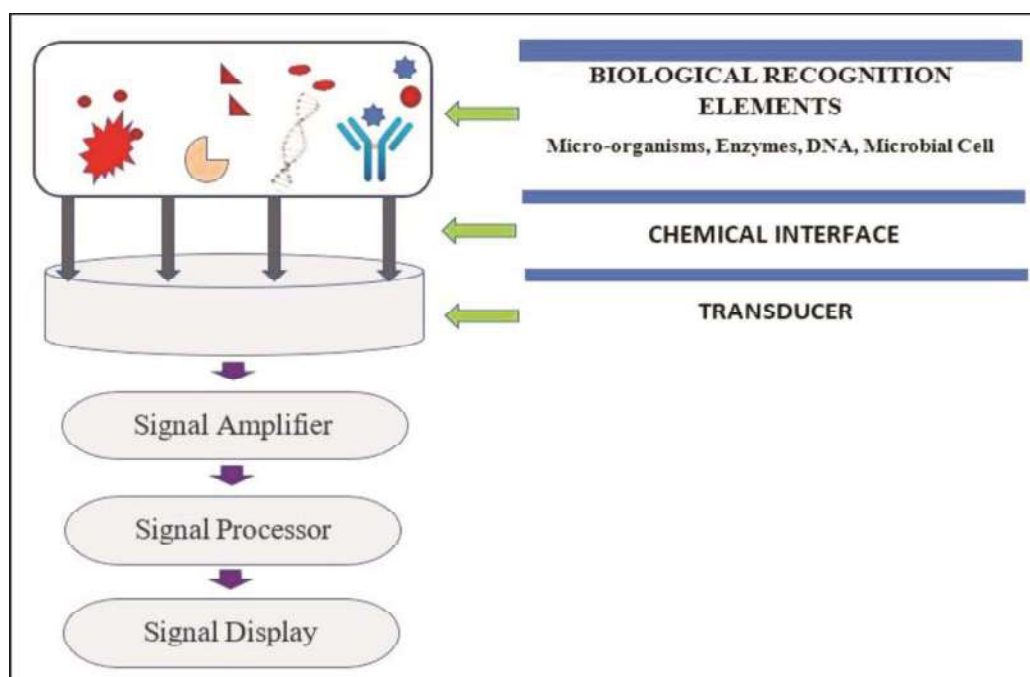 BIOLOGICAL RECOGNITION
ELEMENTS
Micro-organisms, Enzymes, DNA, Microbial Cell
CHEMICAL INTERFACE
TRANSDUCER
Signal Amplifier
Signal Processor
Signal Display